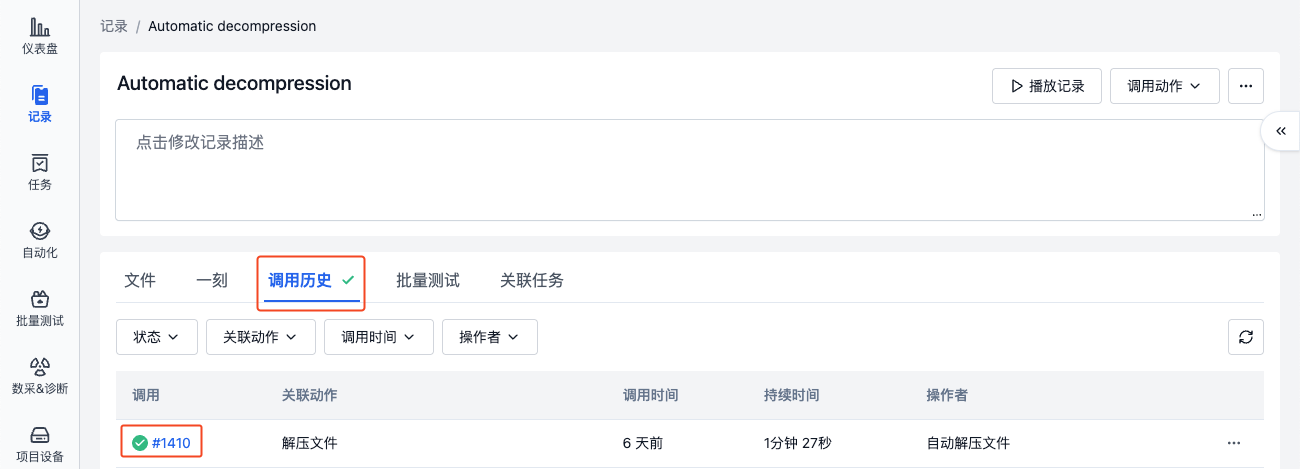 仪表盘
记录
任务
自动化
批量测试
数采&诊断
项目设备
记录 / Automatic decompression
Automatic decompression
播放记录
调用动作
点击修改记录描述
文件 一刻 调用历史 批量测试 关联任务
状态 关联动作 调用时间 操作者
调用 关联动作 调用时间 持续时间 操作者
#1410 解压文件 6 天前 1分钟 27秒 自动解压文件